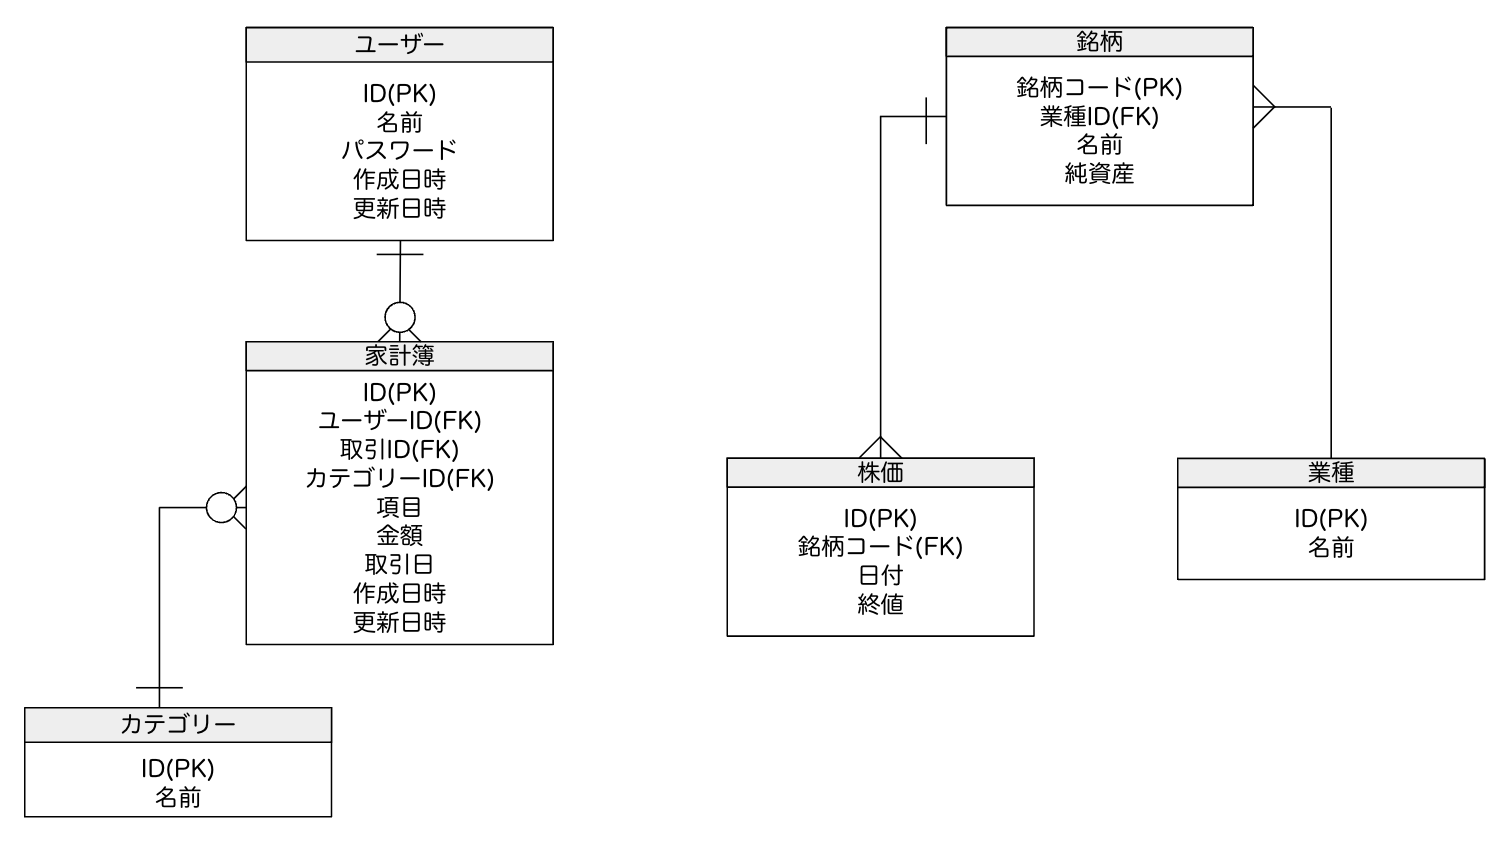 ユーザー
ID(PK)
名前
パスワード
作成日時
更新日時
家計簿
ID(PK)
ユーザーID(FK)
取引ID(FK)
カテゴリーID(FK)
項目
金額
取引日
作成日時
更新日時
カテゴリー
ID(PK)
名前
銘柄
銘柄コード(PK)
業種ID(FK)
名前
純資産
株価
ID(PK)
銘柄コード(FK)
日付
終値
業種
ID(PK)
名前